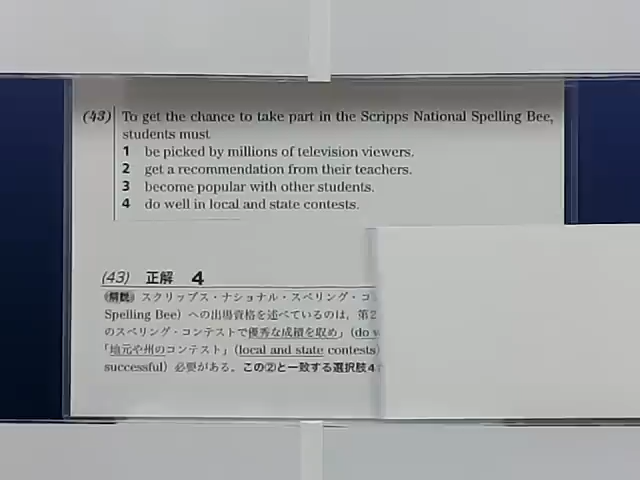 (43) To get the chance to take part in the Scripps National Spelling Bee,
students must
1 be picked by millions of television viewers.
2 get a recommendation from their teachers.
3 become popular with other students.
4 do well in local and state contests.
(43) 正解 4
解説 スクリップス・ナショナル・スペリング・コ
Spelling Bee) への出場資格を述べているのは，第2
のスペリング・コンテストで優秀な成績を収め」(do
「地元や州のコンテスト」(local and state contests)
successful) 必要がある。この②と一致する選択肢4